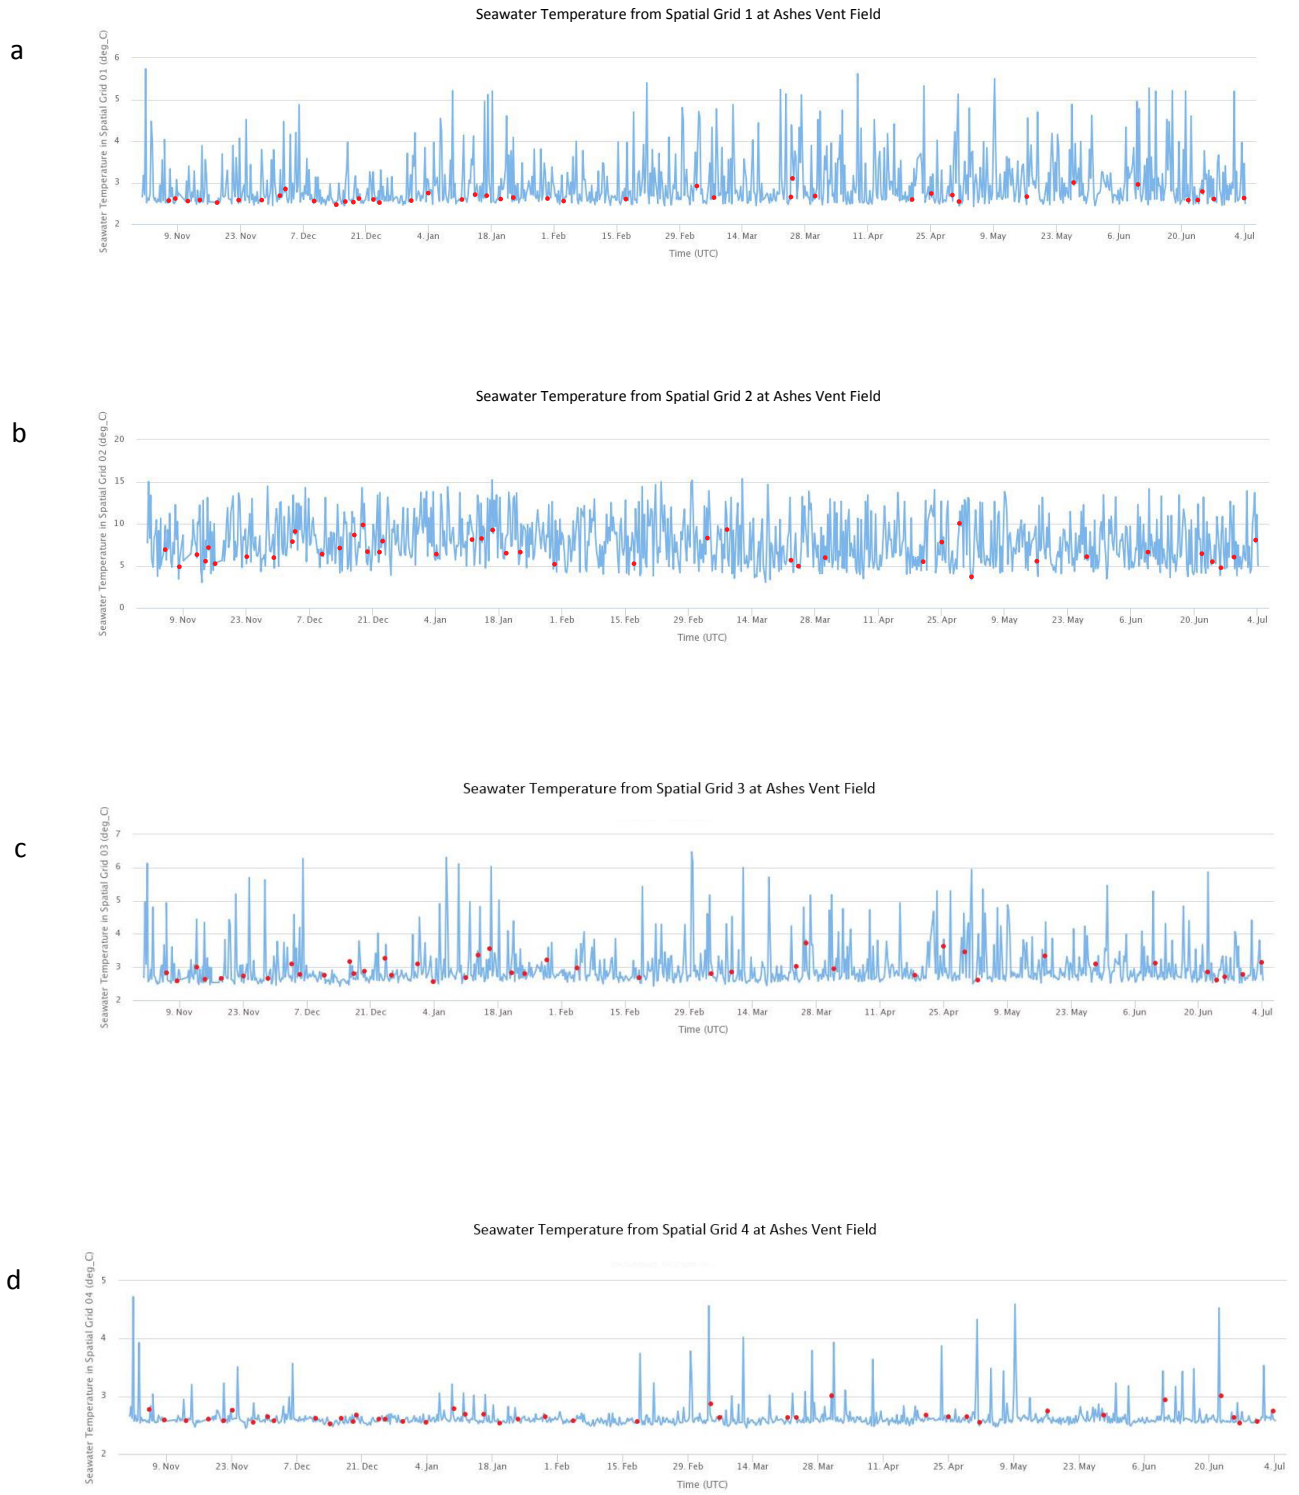 Seawater Temperature from Spatial Grid 1 at Ashes Vent Field
a
Seawater Temperature in Spatial Grid 01 (deg_C)
6
5
4
3
2
9. Nov 23. Nov 7. Dec 21. Dec 4. Jan 18. Jan 1. Feb 15. Feb 29. Feb 14. Mar 28. Mar 11. Apr 25. Apr 9. May 23. May 6. Jun 20. Jun 4. Jul
Time (UTC)
Seawater Temperature from Spatial Grid 2 at Ashes Vent Field
b
Seawater Temperature in Spatial Grid 02 (deg_C)
20
15
10
5
0
9. Nov 23. Nov 7. Dec 21. Dec 4. Jan 18. Jan 1. Feb 15. Feb 29. Feb 14. Mar 28. Mar 11. Apr 25. Apr 9. May 23. May 6. Jun 20. Jun 4. Jul
Time (UTC)
Seawater Temperature from Spatial Grid 3 at Ashes Vent Field
c
Seawater Temperature in Spatial Grid 03 (deg_C)
7
6
5
4
3
2
9. Nov 23. Nov 7. Dec 21. Dec 4. Jan 18. Jan 1. Feb 15. Feb 29. Feb 14. Mar 28. Mar 11. Apr 25. Apr 9. May 23. May 6. Jun 20. Jun 4. Jul
Time (UTC)
Seawater Temperature from Spatial Grid 4 at Ashes Vent Field
d
Seawater Temperature in Spatial Grid 04 (deg_C)
5
4
3
2
9. Nov 23. Nov 7. Dec 21. Dec 4. Jan 18. Jan 1. Feb 15. Feb 29. Feb 14. Mar 28. Mar 11. Apr 25. Apr 9. May 23. May 6. Jun 20. Jun 4. Jul
Time (UTC)